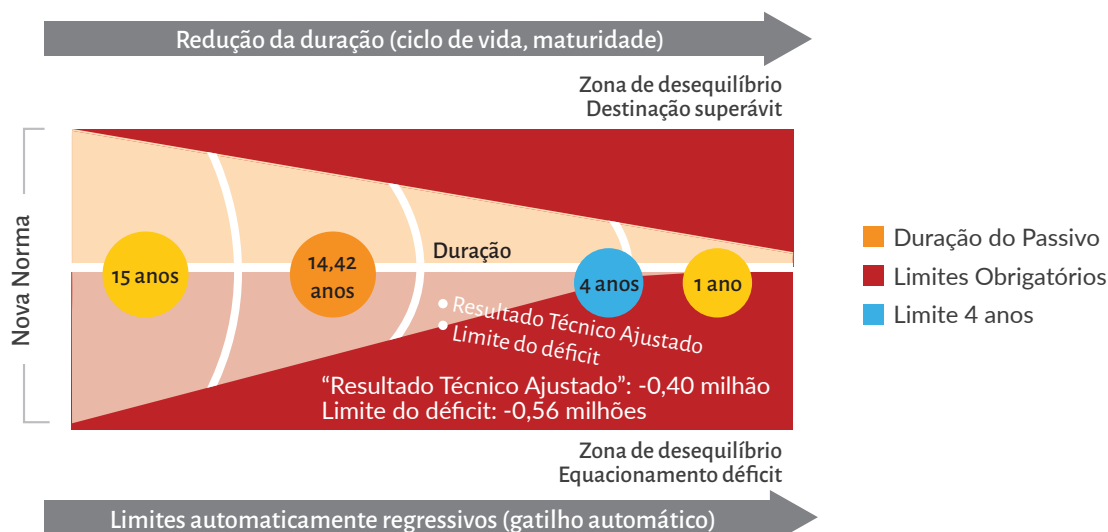 Redução da duração (ciclo de vida, maturidade)
Zona de desequilíbrio
Destinação superávit
Nova Norma
15 anos
14,42
anos
Duração
4 anos
1 ano
Resultado Técnico Ajustado
Limite do déficit
“Resultado Técnico Ajustado”: -0,40 milhão
Limite do déficit: -0,56 milhões
Duração do Passivo
Limites Obrigatórios
Limite 4 anos
Zona de desequilíbrio
Equacionamento déficit
Limites automaticamente regressivos (gatilho automático)